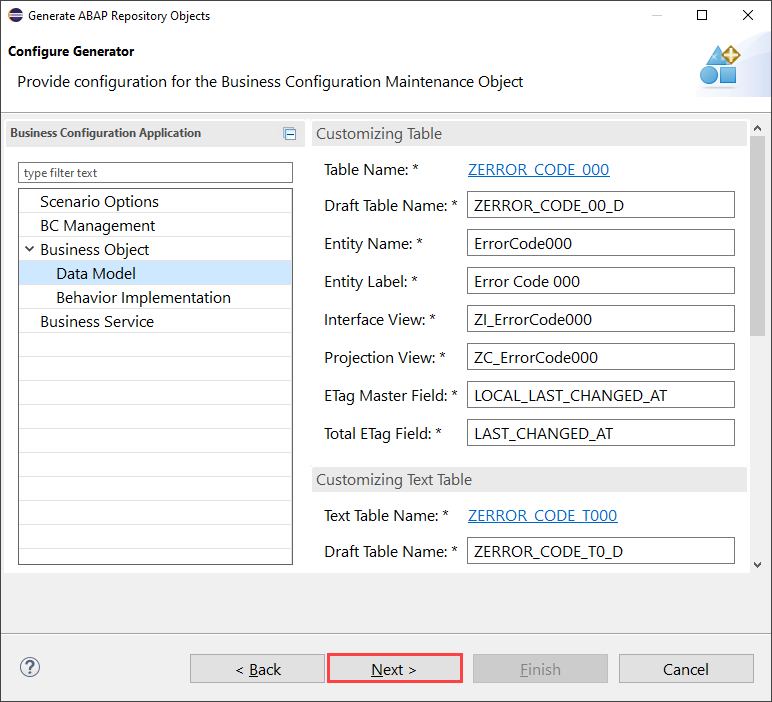 Generate ABAP Repository Objects
Configure Generator
Provide configuration for the Business Configuration Maintenance Object
Business Configuration Application
type filter text
Scenario Options
BC Management
Business Object
Data Model
Behavior Implementation
Business Service
Customizing Table
Table Name: * ZERROR_CODE_000
Draft Table Name: * ZERROR_CODE_00_D
Entity Name: * ErrorCode000
Entity Label: * Error Code 000
Interface View: * ZI_ErrorCode000
Projection View: * ZC_ErrorCode000
ETag Master Field: * LOCAL_LAST_CHANGED_AT
Total ETag Field: * LAST_CHANGED_AT
Customizing Text Table
Text Table Name: * ZERROR_CODE_T000
Draft Table Name: * ZERROR_CODE_T0_D
? < Back Next > Finish Cancel